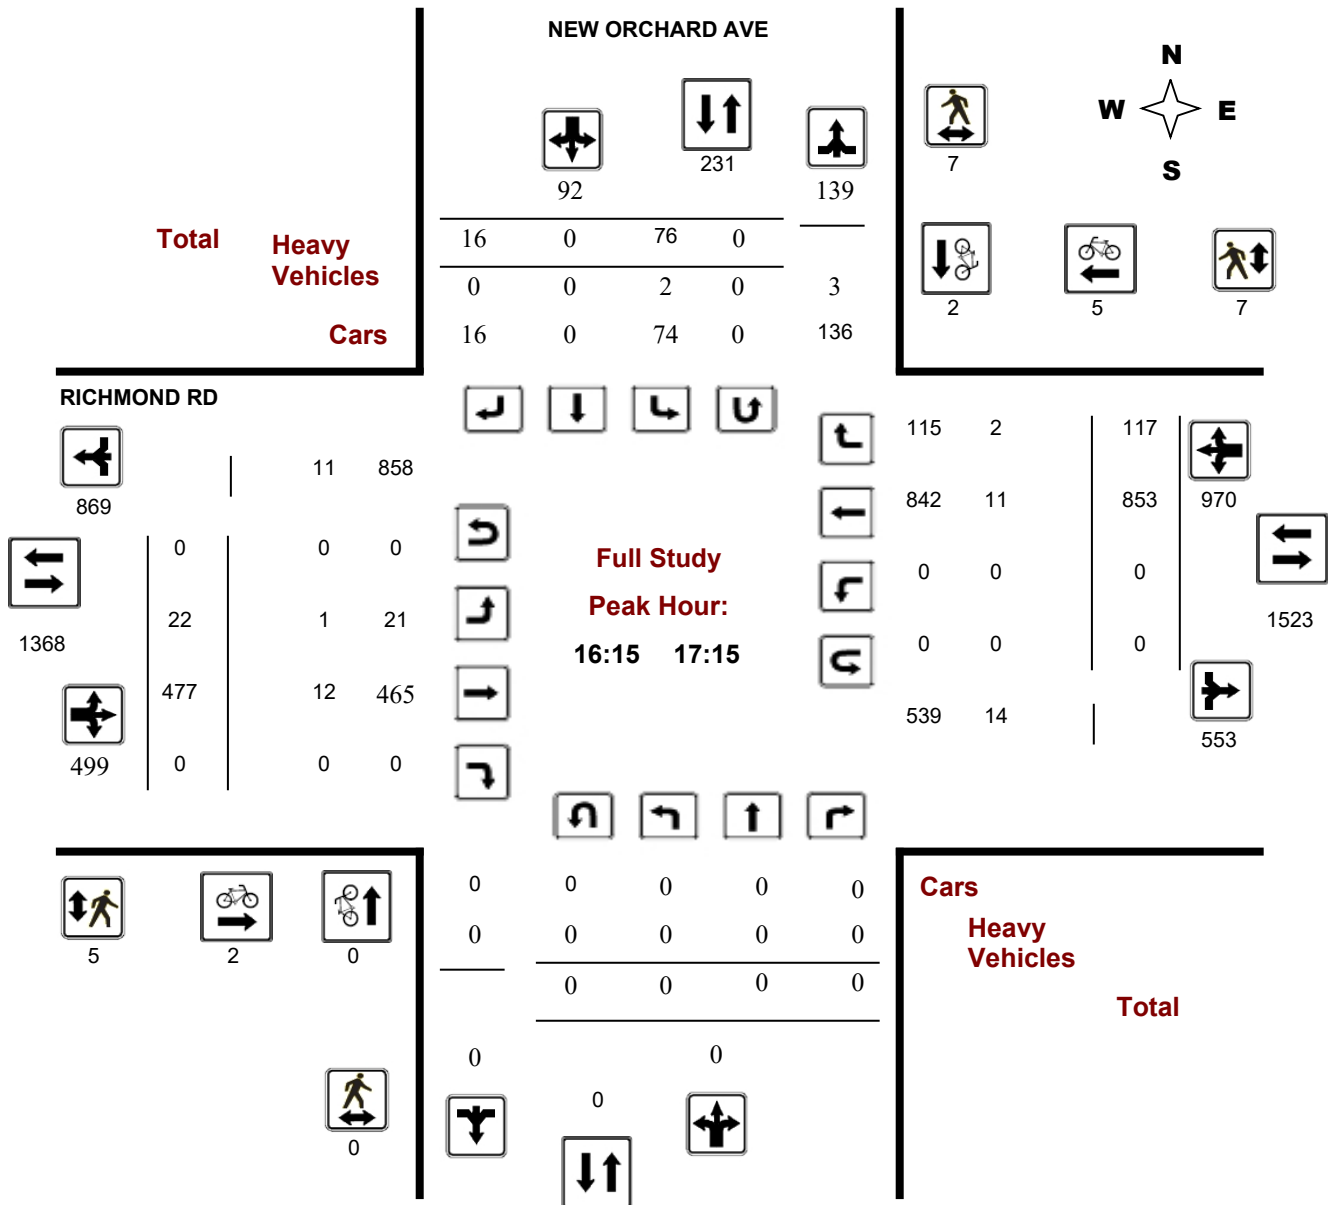 NEW ORCHARD AVE
N
W E
S
92
231
139
7
Total
Heavy
Vehicles
Cars
16 0 76 0
0 0 2 0 3
16 0 74 0 136
2 5 7
RICHMOND RD
869
11 858
0 0 0
22 1 21
1368
477 12 465
499
0 0 0
Full Study
Peak Hour:
16:15 17:15
115 2 117
842 11 853 970
0 0 0
1523
0 0 0
539 14
553
5 2 0
0 0 0 0 0
0 0 0 0 0
0 0 0 0
0 0
0
0
Cars
Heavy
Vehicles
Total